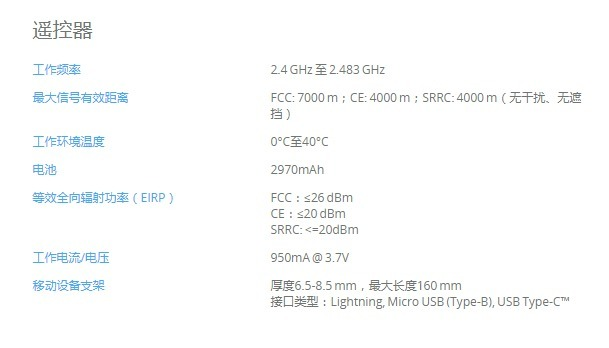 遥控器
工作频率 2.4 GHz 至 2.483 GHz
最大信号有效距离 FCC: 7000 m；CE: 4000 m；SRRC: 4000 m（无干扰、无遮
挡）
工作环境温度 0°C至40°C
电池 2970mAh
等效全向辐射功率（EIRP） FCC：≤26 dBm
CE：≤20 dBm
SRRC: <=20dBm
工作电流/电压 950mA @ 3.7V
移动设备支架 厚度6.5-8.5 mm，最大长度160 mm
接口类型：Lightning, Micro USB (Type-B), USB Type-C™